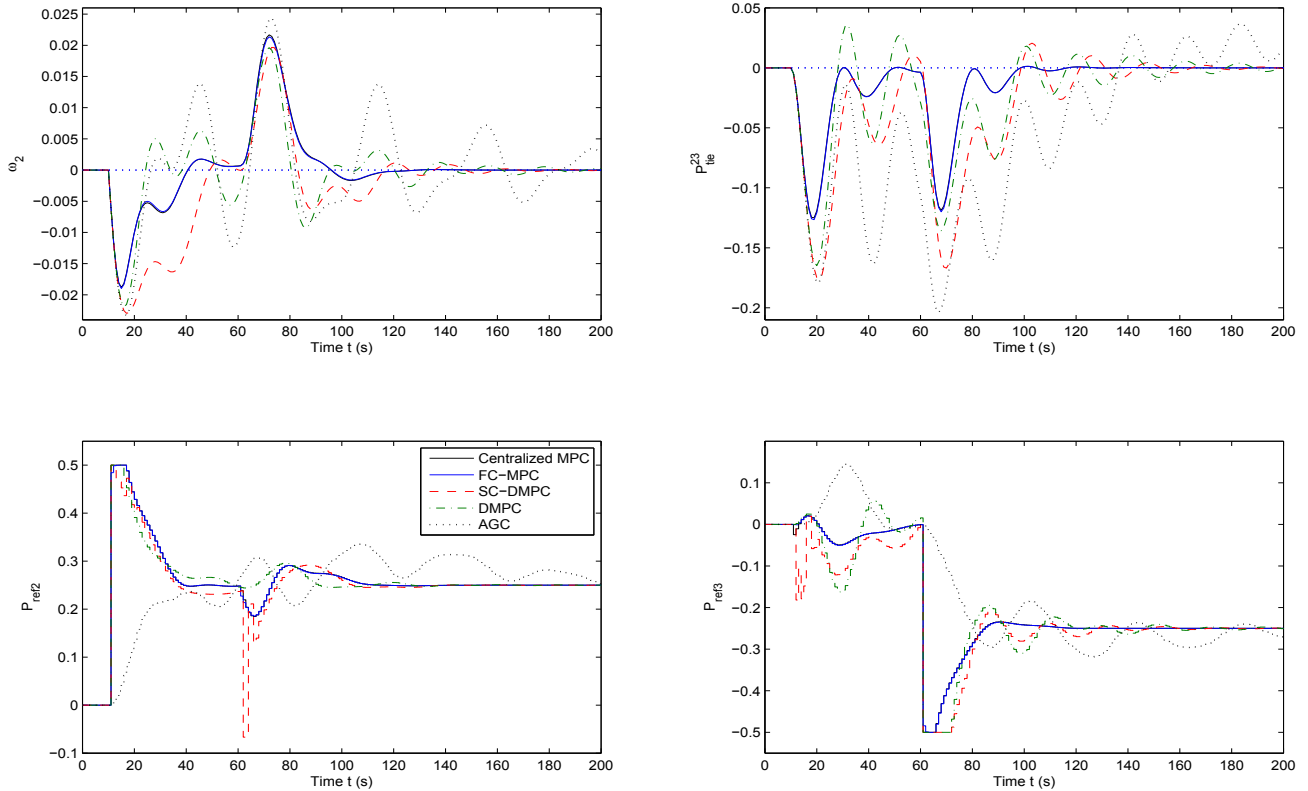 0.025
0.02
0.015
0.01
0.005
0
−0.005
−0.01
−0.015
−0.02
ω2
0 20 40 60 80 100 120 140 160 180 200
Time t (s)
0.05
0
−0.05
−0.1
−0.15
−0.2
P23tie
0 20 40 60 80 100 120 140 160 180 200
Time t (s)
0.5
0.4
0.3
0.2
0.1
0
−0.1
Pref2
Centralized MPC
FC−MPC
SC−DMPC
DMPC
AGC
0 20 40 60 80 100 120 140 160 180 200
Time t (s)
0.1
0
−0.1
−0.2
−0.3
−0.4
−0.5
Pref3
0 20 40 60 80 100 120 140 160 180 200
Time t (s)